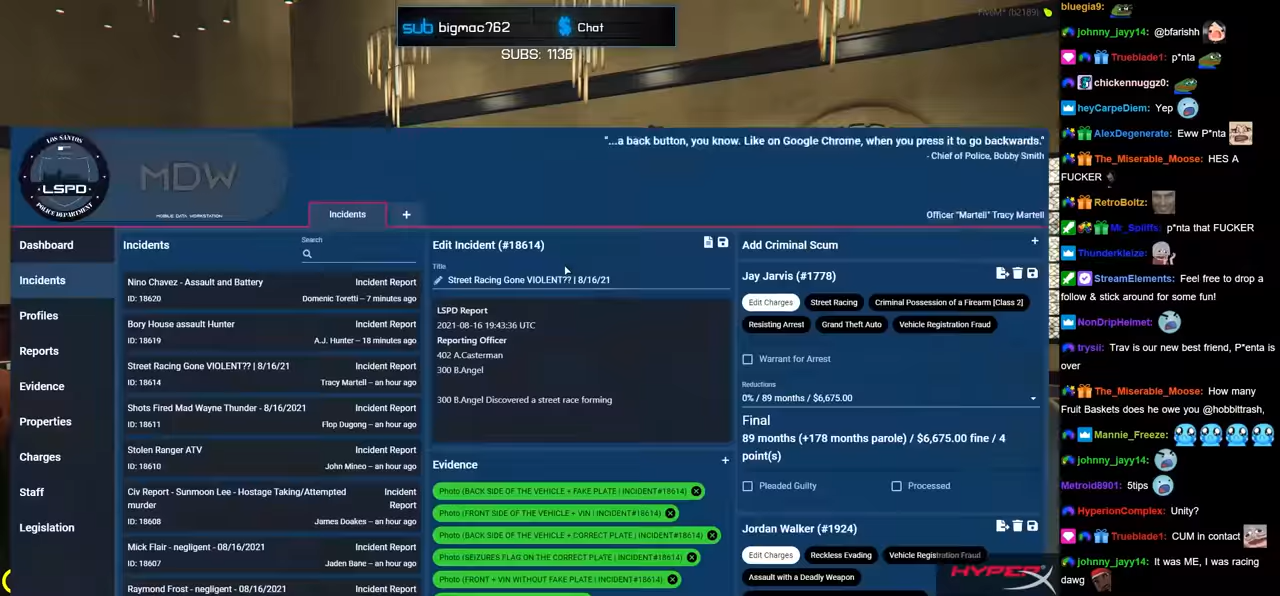 sub bigmac762 Chat
SUBS: 1136
FiveM* (b2189)
LOS SANTOS
LSPD
POLICE DEPARTMENT
MDW
MOBILE DATA WORKSTATION
"...a back button, you know. Like on Google Chrome, when you press it to go backwards."
- Chief of Police, Bobby Smith
Incidents
+
Officer "Martell" Tracy Martell
Dashboard
Incidents
Profiles
Reports
Evidence
Properties
Charges
Staff
Legislation
Incidents
Search
Nino Chavez - Assault and Battery Incident Report
ID: 18620 Domenic Toretti – 7 minutes ago
Bory House assault Hunter Incident Report
ID: 18619 A.J. Hunter – 18 minutes ago
Street Racing Gone VIOLENT?? | 8/16/21 Incident Report
ID: 18614 Tracy Martell – an hour ago
Shots Fired Mad Wayne Thunder - 8/16/2021 Incident Report
ID: 18611 Flop Dugong – an hour ago
Stolen Ranger ATV Incident Report
ID: 18610 John Mineo – an hour ago
Civ Report - Sunmoon Lee - Hostage Taking/Attempted Incident
murder Report
ID: 18608 James Doakes – an hour ago
Mick Flair - negligent - 08/16/2021 Incident Report
ID: 18607 Jaden Bane – an hour ago
Raymond Frost - negligent - 08/16/2021 Incident Report
Edit Incident (#18614)
Title
Street Racing Gone VIOLENT?? | 8/16/21
LSPD Report
2021-08-16 19:43:36 UTC
Reporting Officer
402 A.Casterman
300 B.Angel
300 B.Angel Discovered a street race forming
Evidence
+
Photo (BACK SIDE OF THE VEHICLE + FAKE PLATE | INCIDENT#18614)
Photo (FRONT SIDE OF THE VEHICLE + VIN | INCIDENT#18614)
Photo (BACK SIDE OF THE VEHICLE + CORRECT PLATE | INCIDENT#18614)
Photo (SEIZURES FLAG ON THE CORRECT PLATE | INCIDENT#18614)
Photo (FRONT + VIN WITHOUT FAKE PLATE | INCIDENT#18614)
Add Criminal Scum
+
Jay Jarvis (#1778)
Edit Charges Street Racing Criminal Possession of a Firearm [Class 2]
Resisting Arrest Grand Theft Auto Vehicle Registration Fraud
Warrant for Arrest
Reductions
0% / 89 months / $6,675.00
Final
89 months (+178 months parole) / $6,675.00 fine / 4
point(s)
Pleaded Guilty Processed
Jordan Walker (#1924)
Edit Charges Reckless Evading Vehicle Registration Fraud
Assault with a Deadly Weapon
HYPERX
bluegia9:
johnny_jayy14: @bfarishh
Trueblade1: p*nta
chickennuggz0:
heyCarpeDiem: Yep
AlexDegenerate: Eww P*nta
The_Miserable_Moose: HES A
FUCKER
RetroBoltz:
Mr_Spliffs: p*nta that FUCKER
Thunderkleize:
StreamElements: Feel free to drop a
follow & stick around for some fun!
NonDripHelmet:
trysii: Trav is our new best friend, P*enta is
over
The_Miserable_Moose: How many
Fruit Baskets does he owe you @hobbittrash,
Mannie_Freeze:
johnny_jayy14:
Metroid8901: 5tips
HyperionComplex: Unity?
Trueblade1: CUM in contact
johnny_jayy14: It was ME, I was racing
dawg